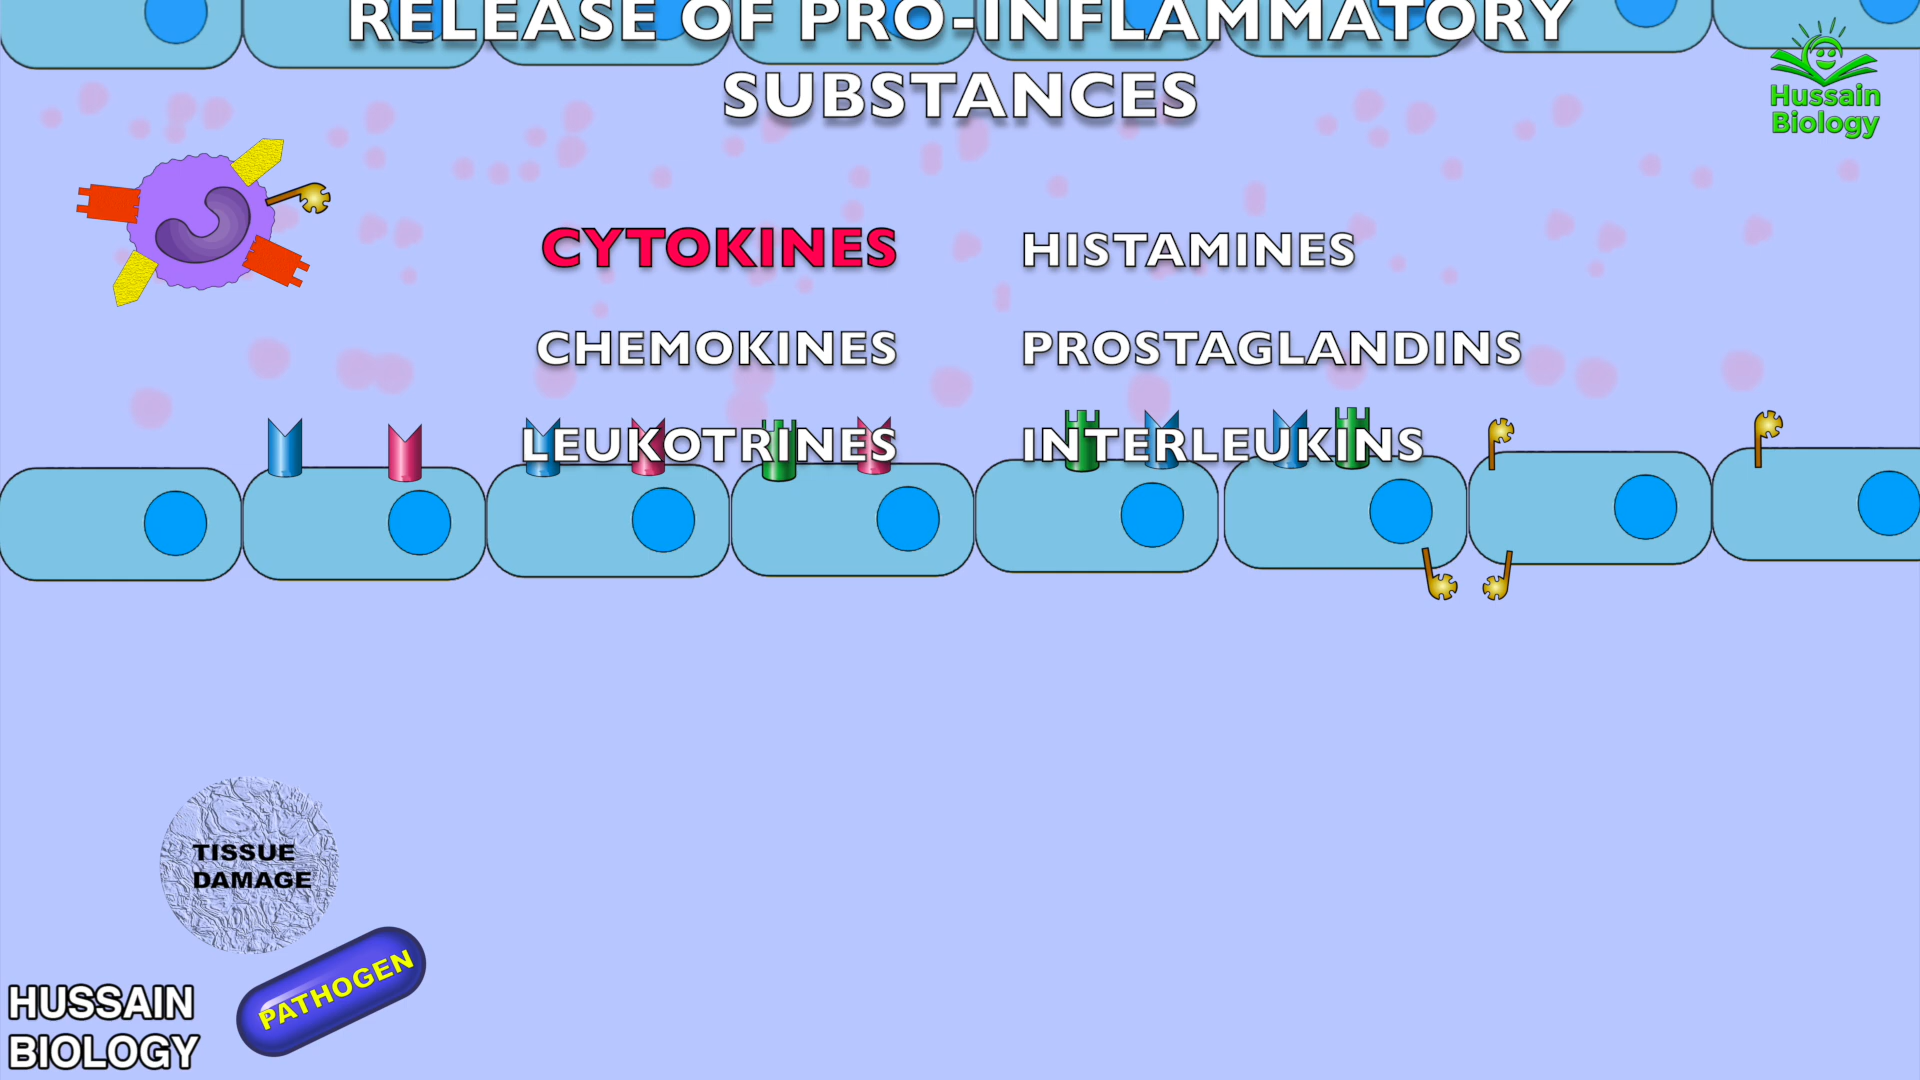 RELEASE OF PRO-INFLAMMATORY
SUBSTANCES
Hussain
Biology
CYTOKINES
HISTAMINES
CHEMOKINES
PROSTAGLANDINS
LEUKOTRINES
INTERLEUKINS
TISSUE
DAMAGE
PATHOGEN
HUSSAIN
BIOLOGY